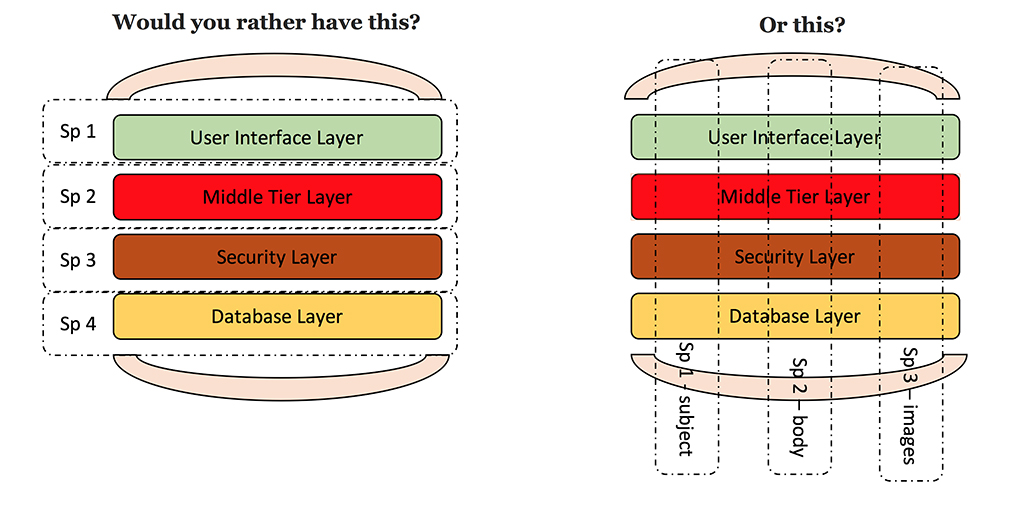 Would you rather have this?
Sp 1
User Interface Layer
Sp 2
Middle Tier Layer
Sp 3
Security Layer
Sp 4
Database Layer
Or this?
User Interface Layer
Middle Tier Layer
Security Layer
Database Layer
Sp 1 - subject
Sp 2 – body
Sp 3 – images